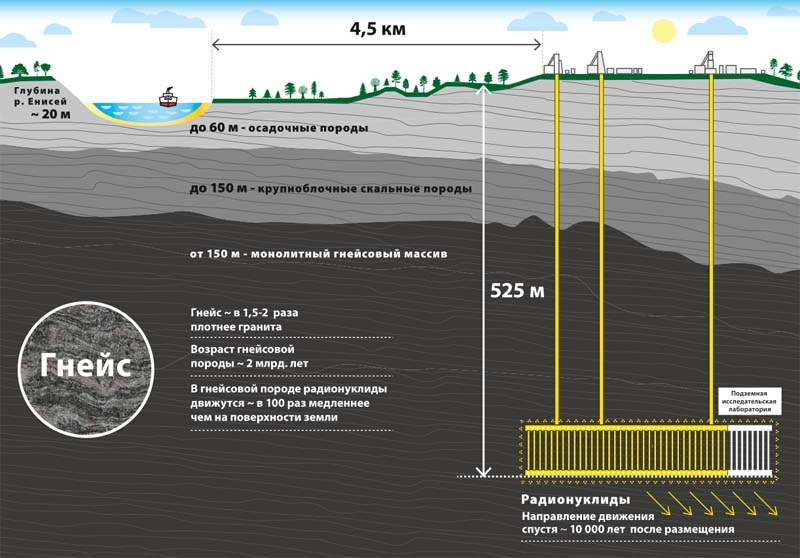 4,5 км
Глубина
р. Енисей
~ 20 м
до 60 м - осадочные породы
до 150 м - крупноблочные скальные породы
от 150 м - монолитный гнейсовый массив
525 м
Гнейс ~ в 1,5-2 раза
плотнее гранита
Гнейс
Возраст гнейсовой
породы ~ 2 млрд. лет
В гнейсовой породе радионуклиды
движутся ~ в 100 раз медленнее
чем на поверхности земли
Подземная
исследательская
лаборатория
Радионуклиды
Направление движения
спустя ~ 10 000 лет после размещения